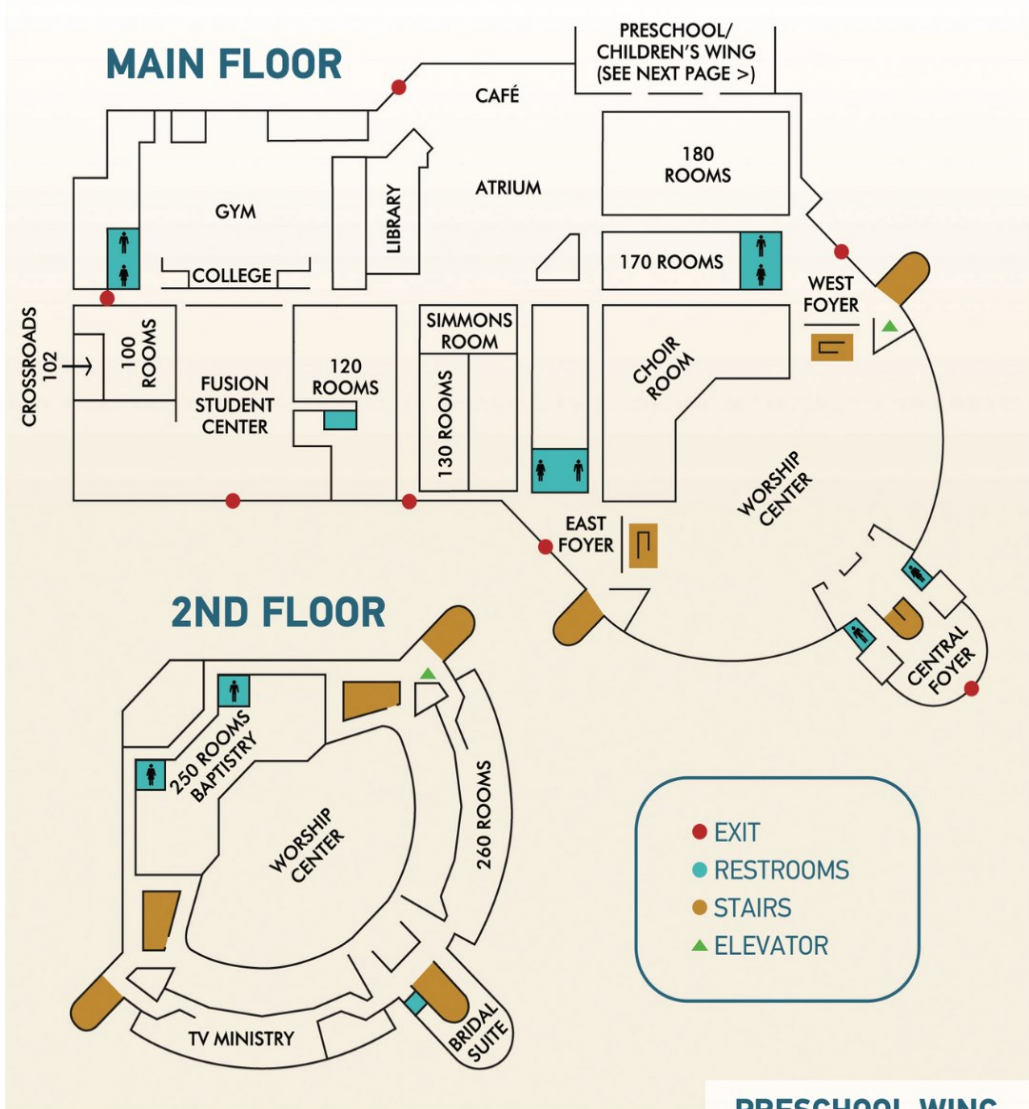 MAIN FLOOR
PRESCHOOL/
CHILDREN'S WING
(SEE NEXT PAGE >)
CAFÉ
180
ROOMS
ATRIUM
GYM
LIBRARY
170 ROOMS
COLLEGE
WEST
FOYER
CROSSROADS
102
100
ROOMS
FUSION
STUDENT
CENTER
120
ROOMS
SIMMONS
ROOM
130 ROOMS
CHOIR
ROOM
WORSHIP
CENTER
EAST
FOYER
CENTRAL
FOYER
2ND FLOOR
250 ROOMS
BAPTISTRY
WORSHIP
CENTER
260 ROOMS
TV MINISTRY
BRIDAL
SUITE
EXIT
RESTROOMS
STAIRS
ELEVATOR
PRESCHOOL WING